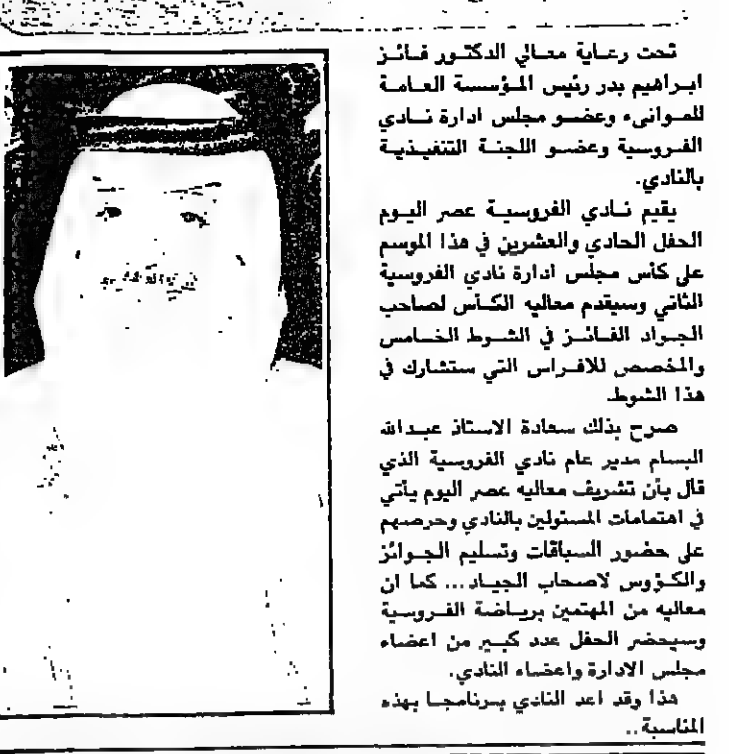 تحت رعاية معالي الدكتور فائز
ابراهيم بدر رئيس المؤسسة العامة
للموانىء وعضو مجلس ادارة نادي
الفروسية وعضو اللجنة التنفيذية
بالنادي.
يقيم نادي الفروسية عصر اليوم
الحفل الحادي والعشرين في هذا الموسم
على كأس مجلس ادارة نادي الفروسية
الثاني وسيقدم معاليه الكأس لصاحب
الجواد الفائز في الشوط الخامس
والمخصص للافراس التي ستشارك في
هذا الشوط.
صرح بذلك سعادة الاستاذ عبدالله
البسام مدير عام نادي الفروسية الذي
قال بأن تشريف معاليه عصر اليوم يأتي
في اهتمامات المسئولين بالنادي وحرصهم
على حضور السباقات وتسليم الجوائز
والكؤوس لاصحاب الجياد... كما ان
معاليه من المهتمين برياضة الفروسية
وسيحضر الحفل عدد كبير من اعضاء
مجلس الادارة واعضاء النادي.
هذا وقد اعد النادي برنامجا بهذه
المناسبة..